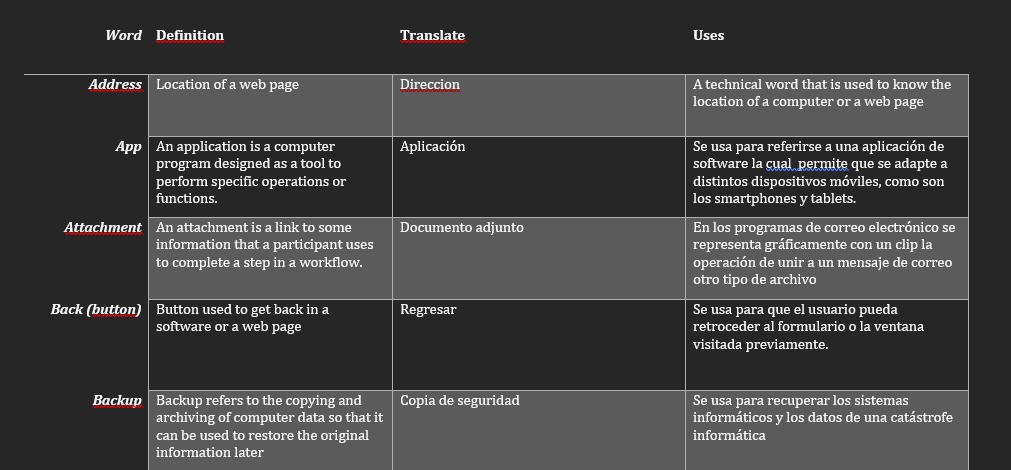 Word Definition Translate Uses
Address Location of a web page Direccion A technical word that is used to know the
location of a computer or a web page
App An application is a computer Aplicación Se usa para referirse a una aplicación de
program designed as a tool to software la cual  permite que se adapte a
perform specific operations or distintos dispositivos móviles, como son
functions. los smartphones y tablets.
Attachment An attachment is a link to some Documento adjunto En los programas de correo electrónico se
information that a participant uses representa gráficamente con un clip la
to complete a step in a workflow. operación de unir a un mensaje de correo
otro tipo de archivo
Back (button) Button used to get back in a Regresar Se usa para que el usuario pueda
software or a web page retroceder al formulario o la ventana
visitada previamente.
Backup Backup refers to the copying and Copia de seguridad Se usa para recuperar los sistemas
archiving of computer data so that it informáticos y los datos de una catástrofe
can be used to restore the original informática
information later